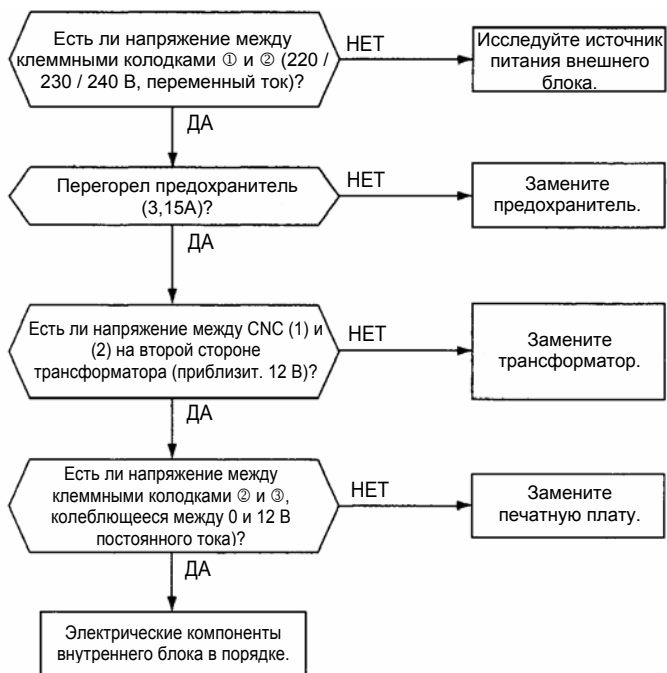 Есть ли напряжение между
клеммными колодками ① и ② (220 /
230 / 240 В, переменный ток)?
НЕТ
Исследуйте источник
питания внешнего
блока.
ДА
Перегорел предохранитель
(3,15А)?
НЕТ
Замените
предохранитель.
ДА
Есть ли напряжение между CNC (1) и
(2) на второй стороне
трансформатора (приблизит. 12 В)?
НЕТ
Замените
трансформатор.
ДА
Есть ли напряжение между
клеммными колодками ② и ③,
колеблющееся между 0 и 12 В
постоянного тока)?
НЕТ
Замените
печатную плату.
ДА
Электрические компоненты
внутреннего блока в порядке.